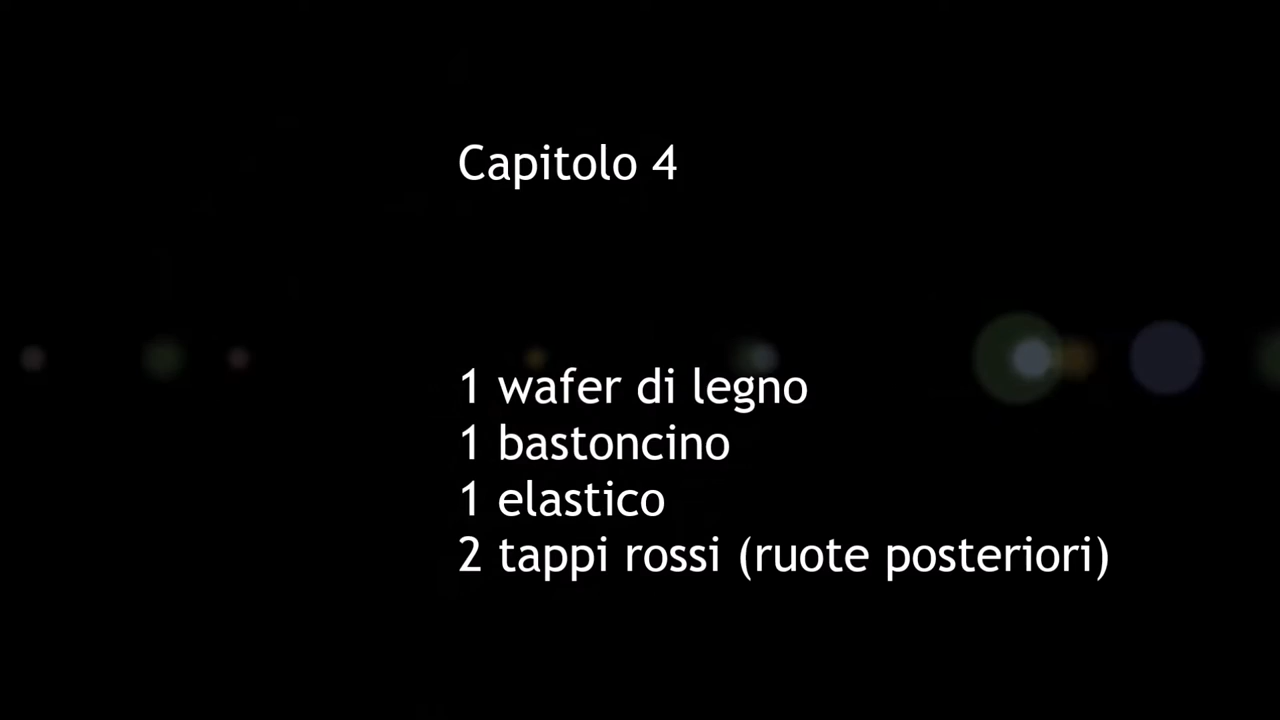 Capitolo 4
1 wafer di legno
1 bastoncino
1 elastico
2 tappi rossi (ruote posteriori)